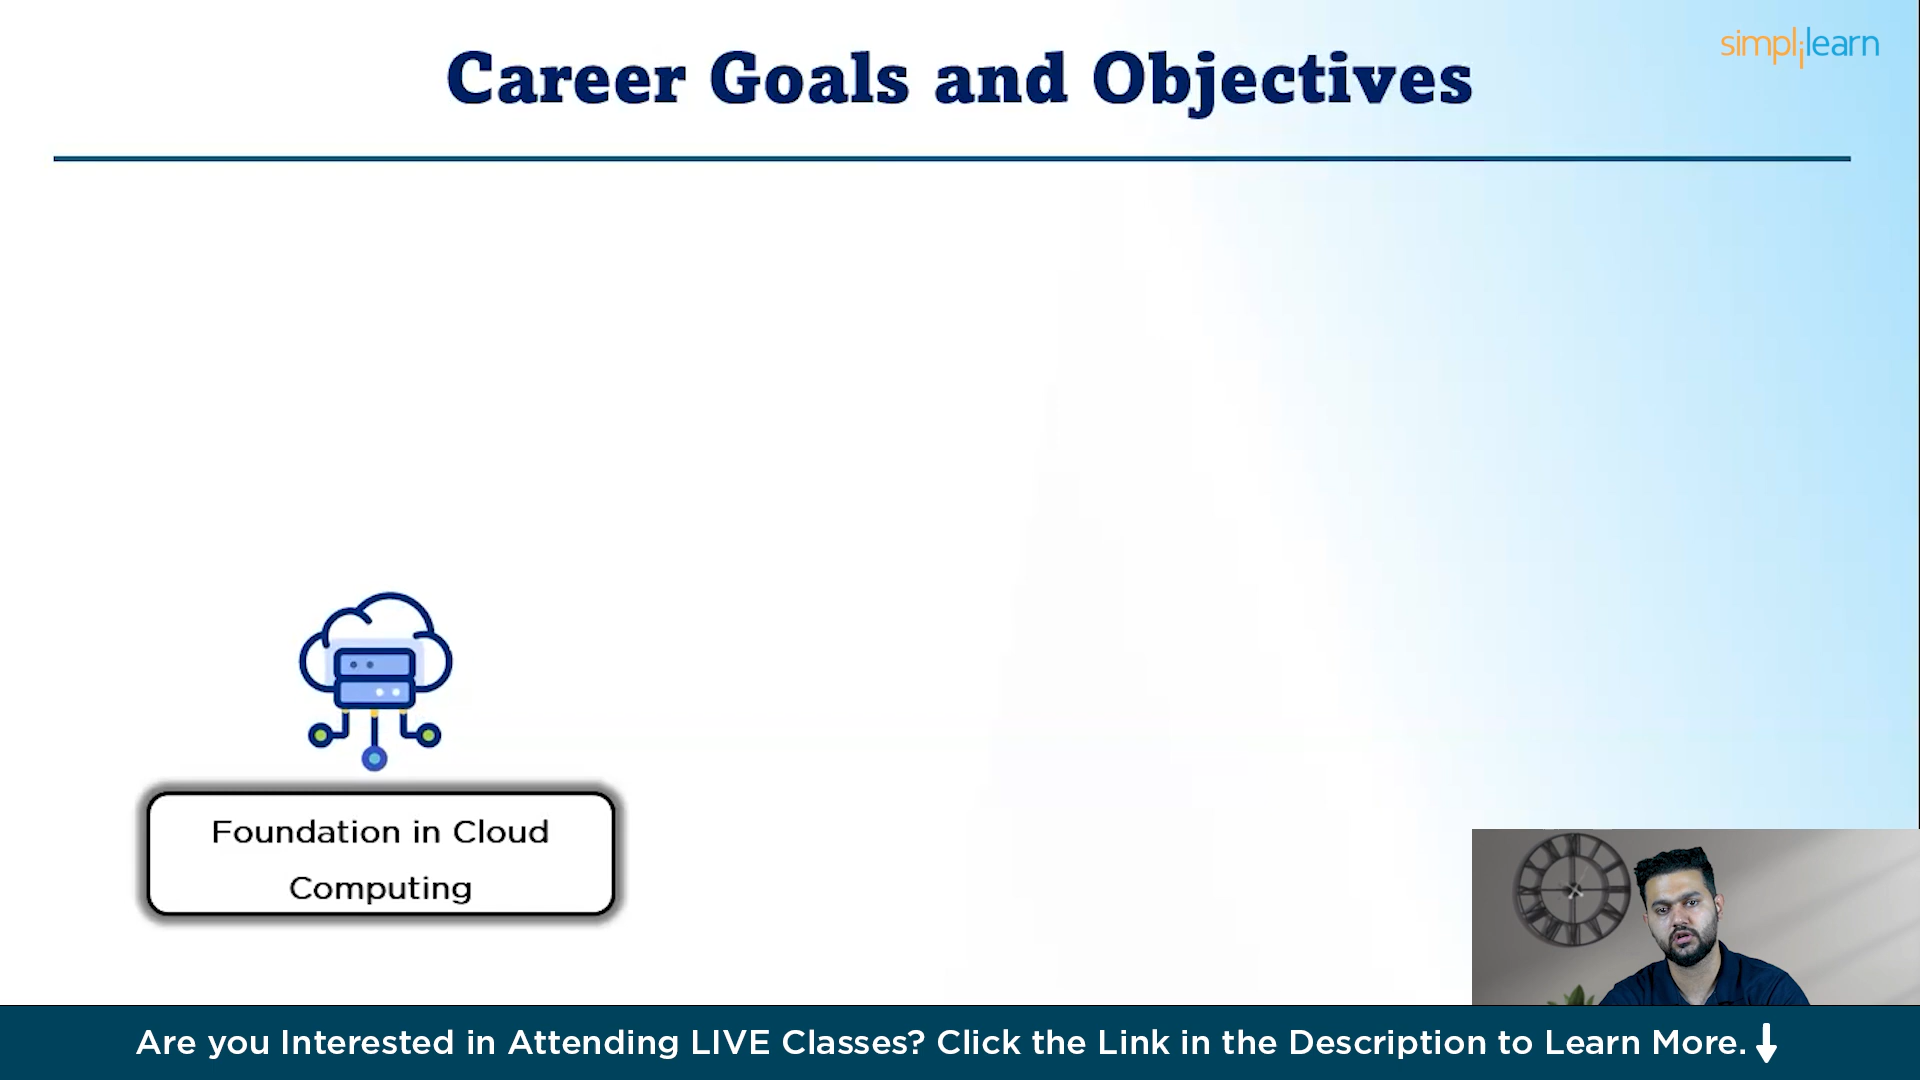 simplilearn
Career Goals and Objectives
Foundation in Cloud
Computing
Are you Interested in Attending LIVE Classes? Click the Link in the Description to Learn More.